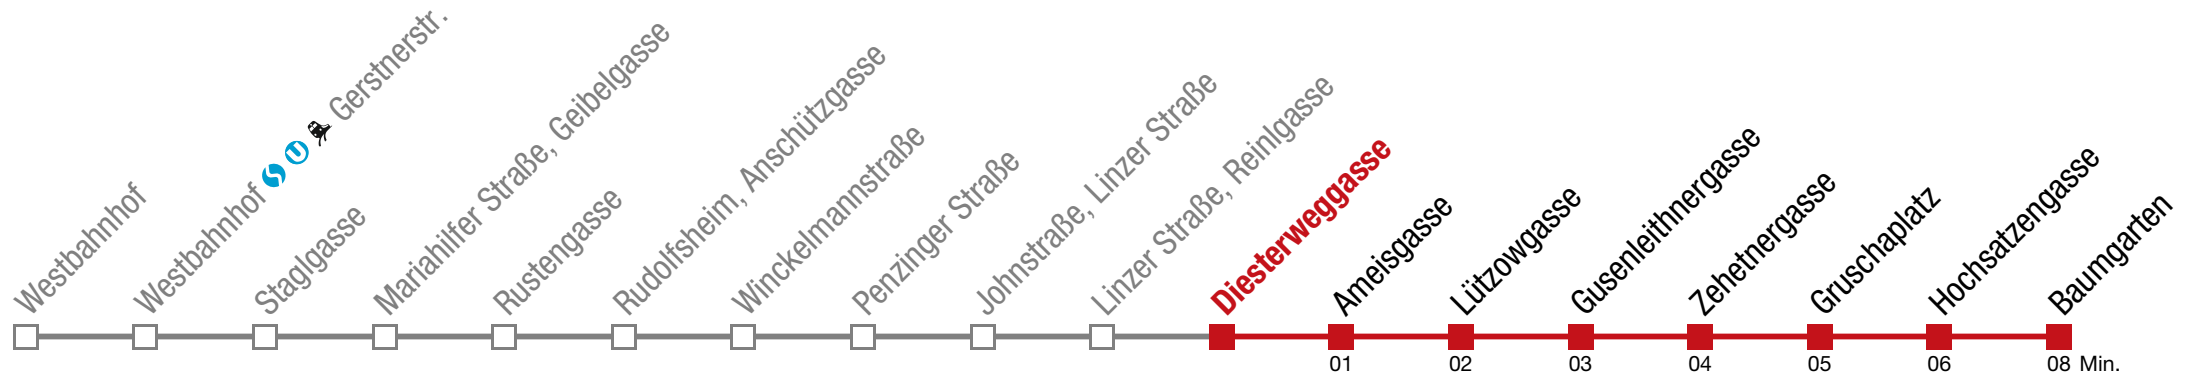 Westbahnhof
Westbahnhof S U Gerstnerstr.
Staglgasse
Mariahilfer Straße, Geibelgasse
Rustengasse
Rudolfsheim, Anschützgasse
Winckelmannstraße
Penzinger Straße
Johnstraße, Linzer Straße
Linzer Straße, Reinlgasse
Diesterweggasse
Ameisgasse
Lützowgasse
Gusenleithnergasse
Zehetnergasse
Gruschaplatz
Hochsatzengasse
Baumgarten
01 02 03 04 05 06 08 Min.